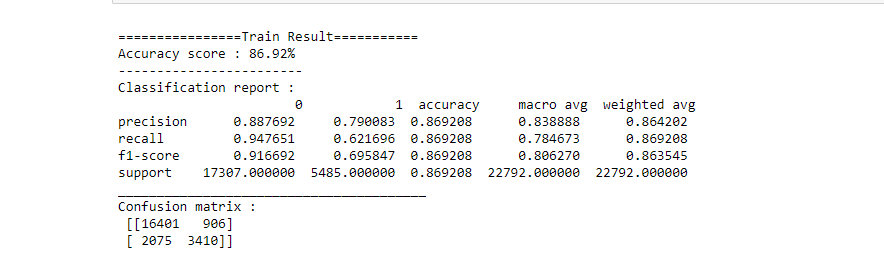 ================Train Result===========
Accuracy score : 86.92%
------------------------
Classification report :
0 1 accuracy macro avg weighted avg
precision 0.887692 0.790083 0.869208 0.838888 0.864202
recall 0.947651 0.621696 0.869208 0.784673 0.869208
f1-score 0.916692 0.695847 0.869208 0.806270 0.863545
support 17307.000000 5485.000000 0.869208 22792.000000 22792.000000
________________________________________
Confusion matrix :
[[16401 906]
[ 2075 3410]]